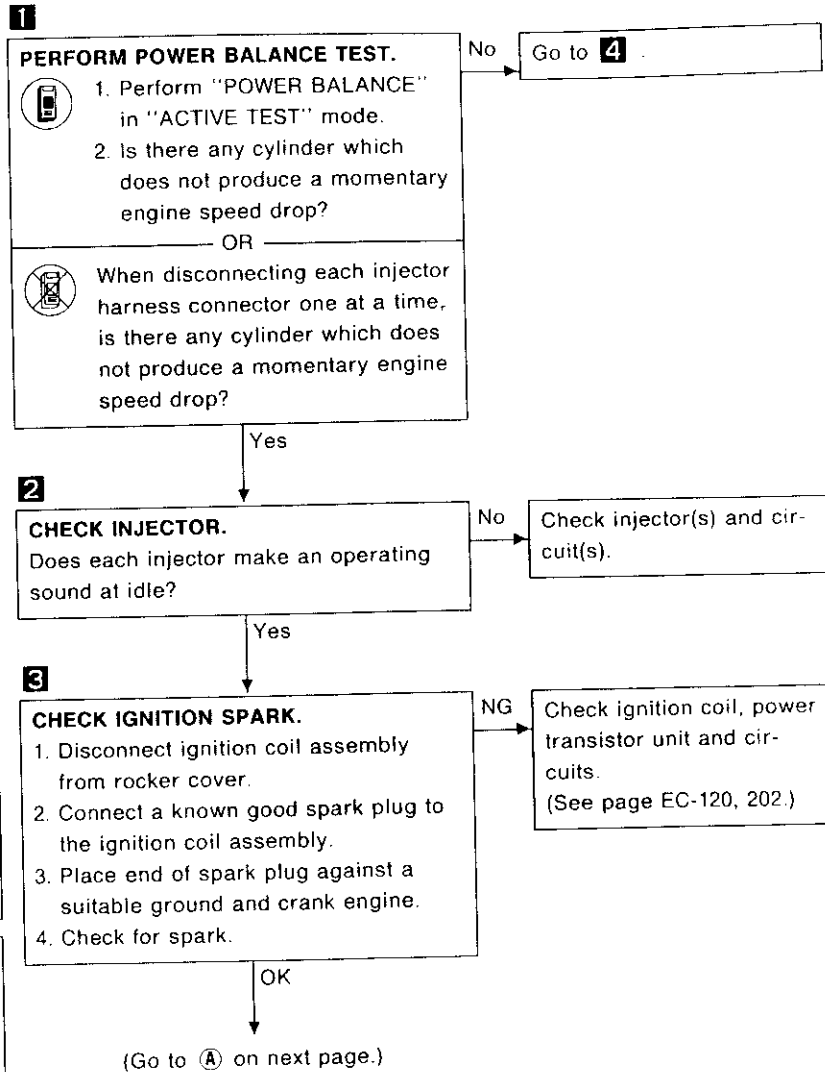 1
PERFORM POWER BALANCE TEST.
1. Perform "POWER BALANCE"
in "ACTIVE TEST" mode.
2. Is there any cylinder which
does not produce a momentary
engine speed drop?
OR
When disconnecting each injector
harness connector one at a time,
is there any cylinder which does
not produce a momentary engine
speed drop?
No
Go to 4 .
Yes
2
CHECK INJECTOR.
Does each injector make an operating
sound at idle?
No
Check injector(s) and cir-
cuit(s).
Yes
3
CHECK IGNITION SPARK.
1. Disconnect ignition coil assembly
from rocker cover.
2. Connect a known good spark plug to
the ignition coil assembly.
3. Place end of spark plug against a
suitable ground and crank engine.
4. Check for spark.
NG
Check ignition coil, power
transistor unit and cir-
cuits.
(See page EC-120, 202.)
OK
(Go to Ⓐ on next page.)